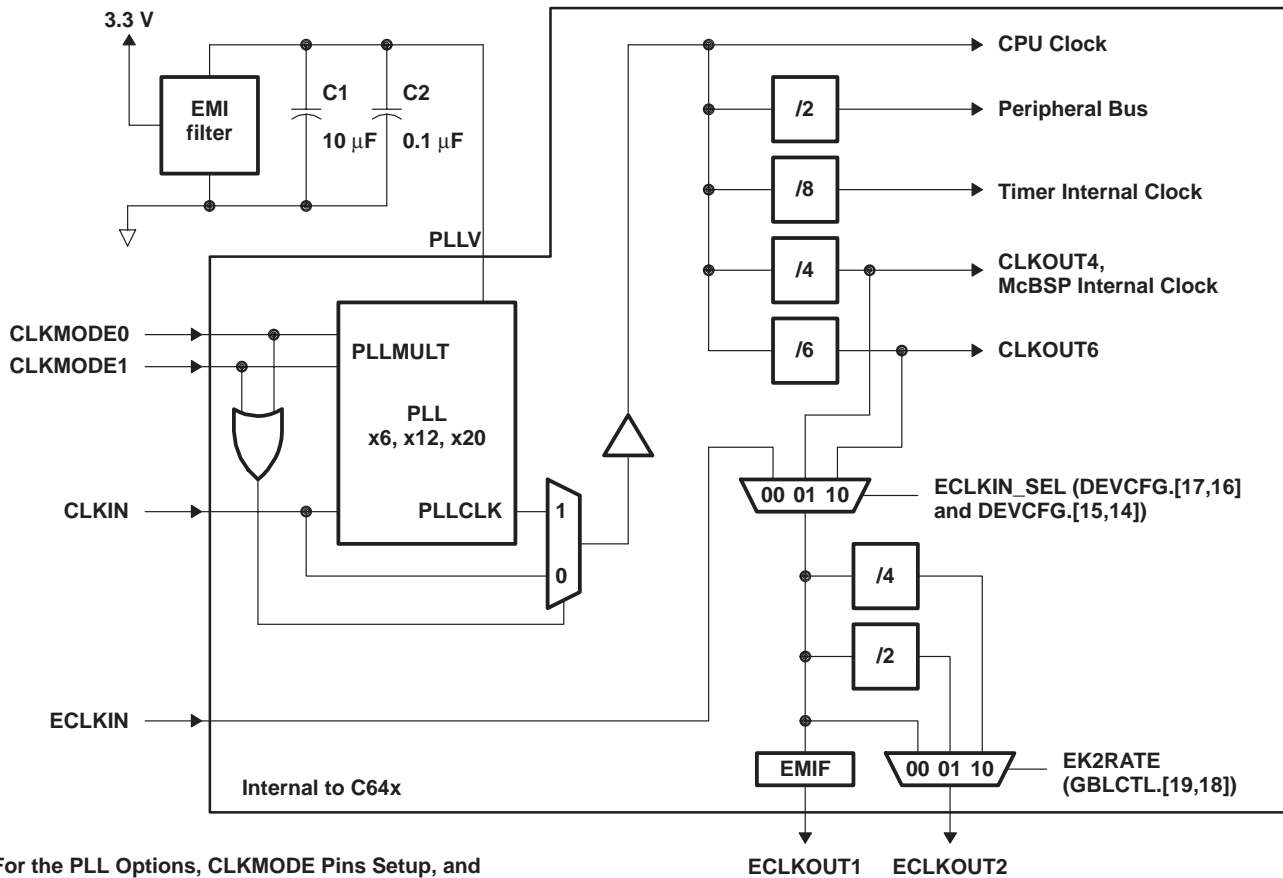 3.3 V
EMI
filter
C1
10 μF
C2
0.1 μF
CPU Clock
/2
Peripheral Bus
/8
Timer Internal Clock
/4
CLKOUT4,
McBSP Internal Clock
/6
CLKOUT6
PLLV
CLKMODE0
CLKMODE1
PLLMULT
PLL
x6, x12, x20
CLKIN
PLLCLK
1
0
00 01 10
ECLKIN_SEL (DEVCFG.[17,16]
and DEVCFG.[15,14])
/4
/2
ECLKIN
EMIF
00 01 10
EK2RATE
(GBLCTL.[19,18])
Internal to C64x
ECLKOUT1
ECLKOUT2
For the PLL Options, CLKMODE Pins Setup, and